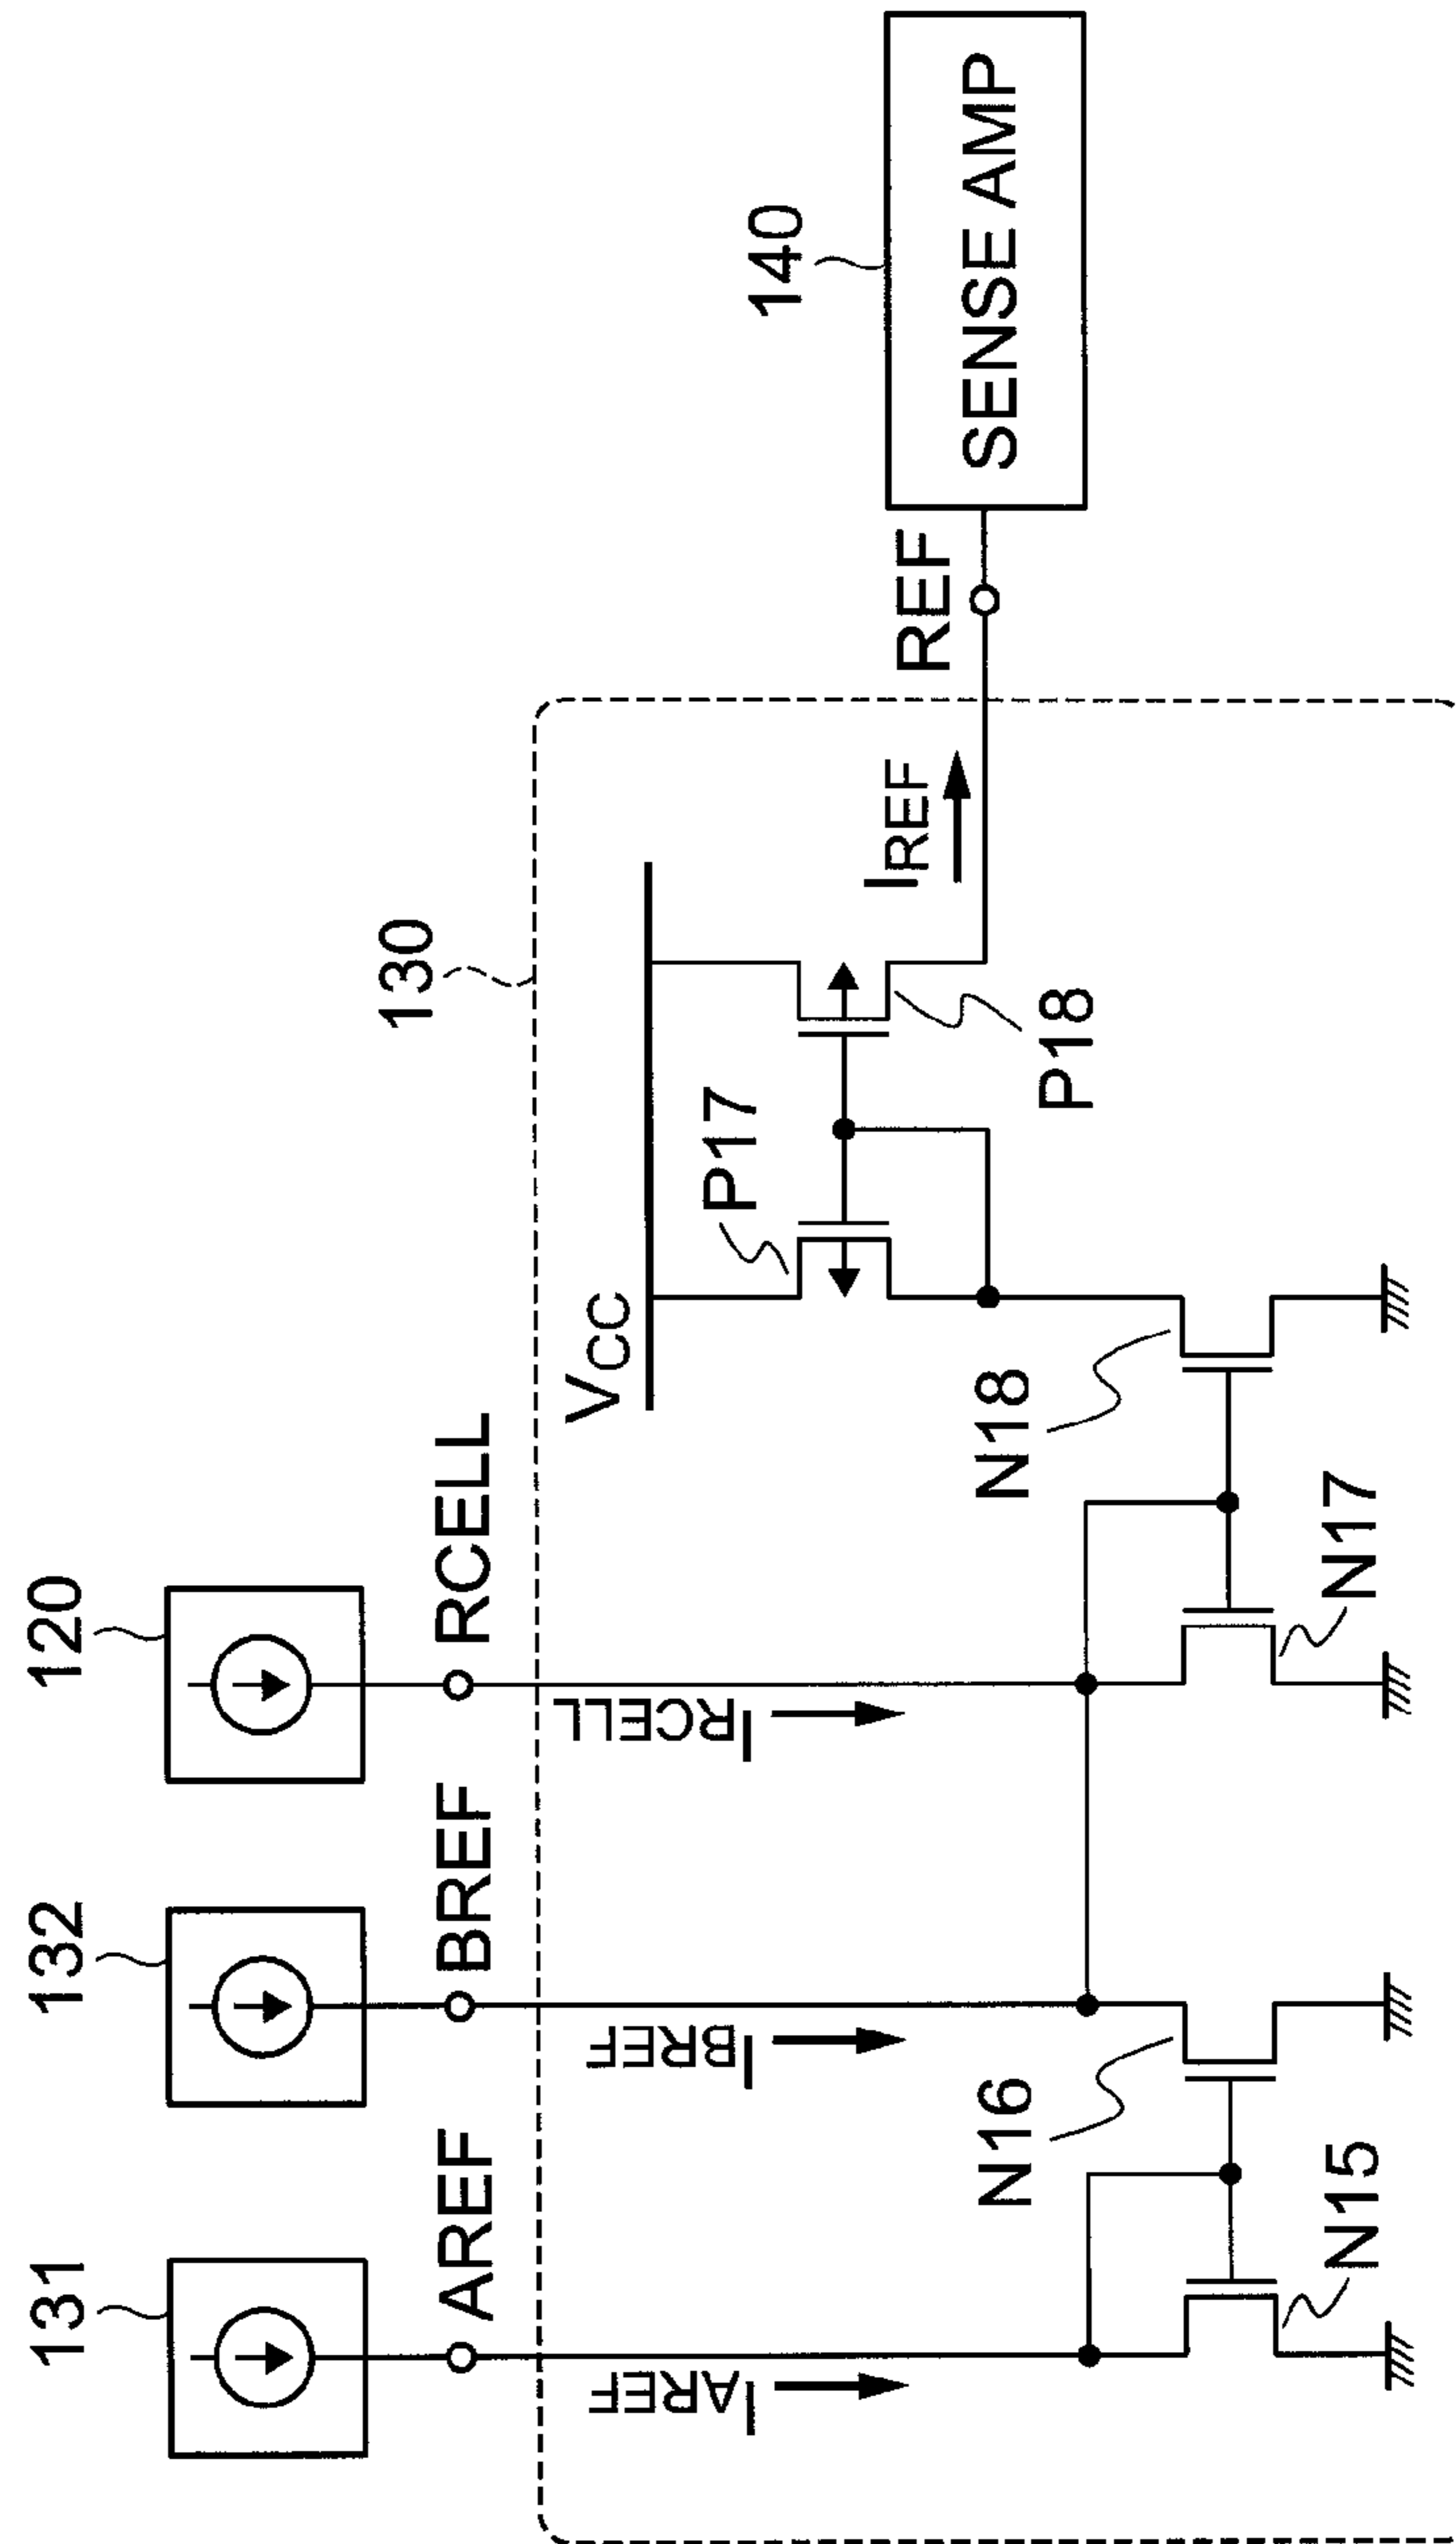 131
132
120
AREF
BREF
RCELL
IAREF
IBREF
IRCELL
130
VCC
P17
P18
IREF
REF
140
SENSE AMP
N15
N16
N17
N18